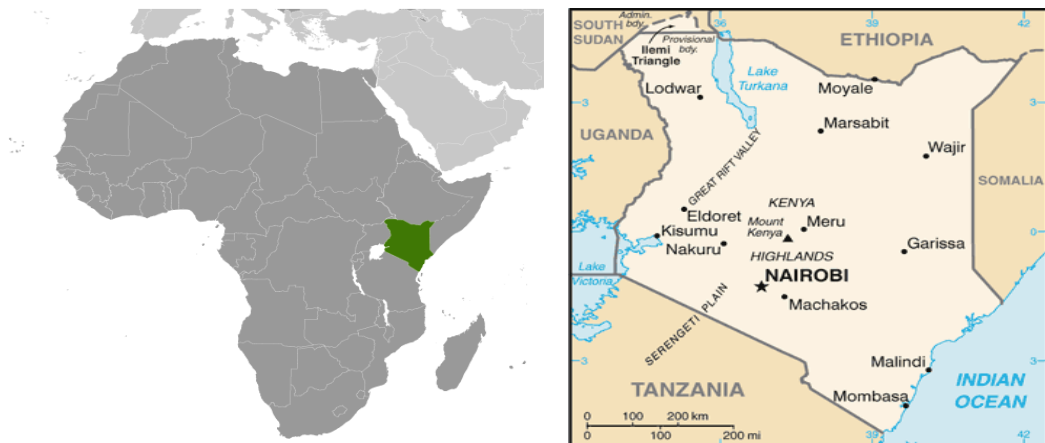 SOUTH
SUDAN
Admin.
bdy.
36
39
42
Provisional
bdy.
Ilemi
Triangle
ETHIOPIA
Lake
Turkana
Lodwar
Moyale
3
3
Marsabit
UGANDA
Wajir
GREAT RIFT VALLEY
SOMALIA
Eldoret
KENYA
Kisumu
Mount
Kenya
Meru
0
0
Nakuru
Garissa
HIGHLANDS
Lake
Victoria
NAIROBI
Machakos
SERENGETI PLAIN
3
3
Malindi
INDIAN
OCEAN
TANZANIA
Mombasa
0 100 200 km
0 100 200 mi
39
42